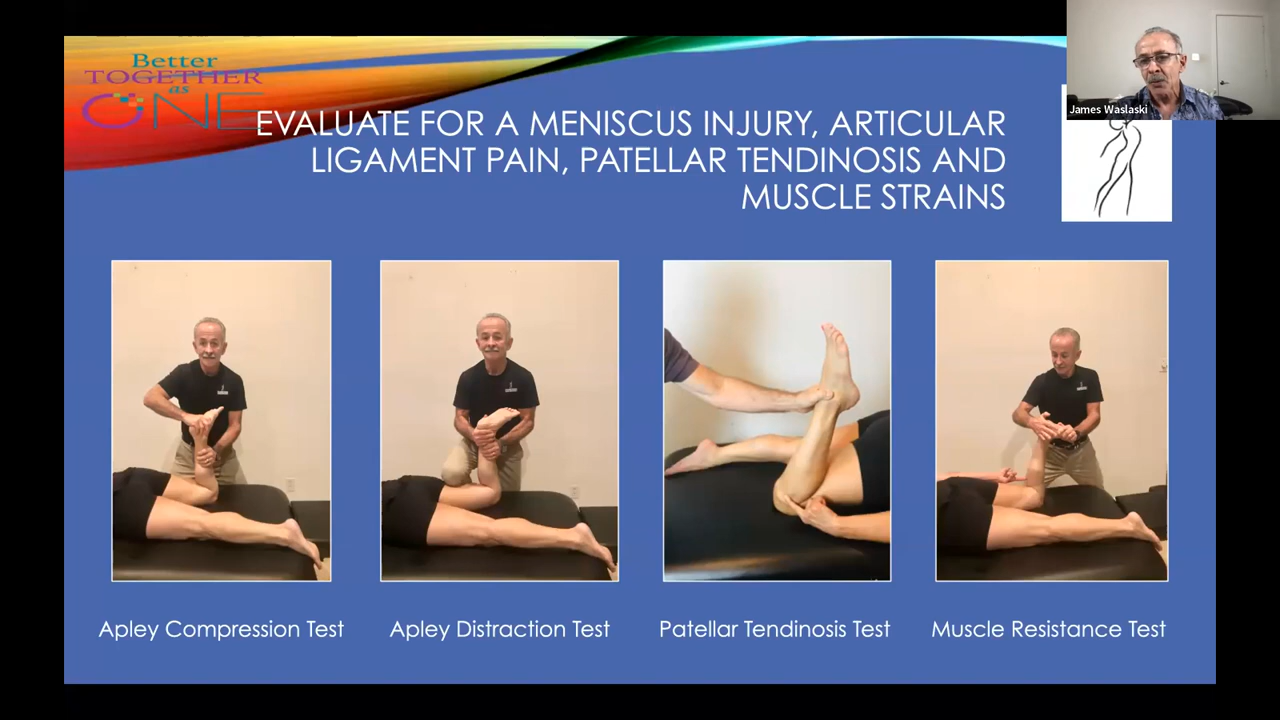 Better
TOGETHER
as
ONE
James Waslaski
EVALUATE FOR A MENISCUS INJURY, ARTICULAR
LIGAMENT PAIN, PATELLAR TENDINOSIS AND
MUSCLE STRAINS
Apley Compression Test
Apley Distraction Test
Patellar Tendinosis Test
Muscle Resistance Test